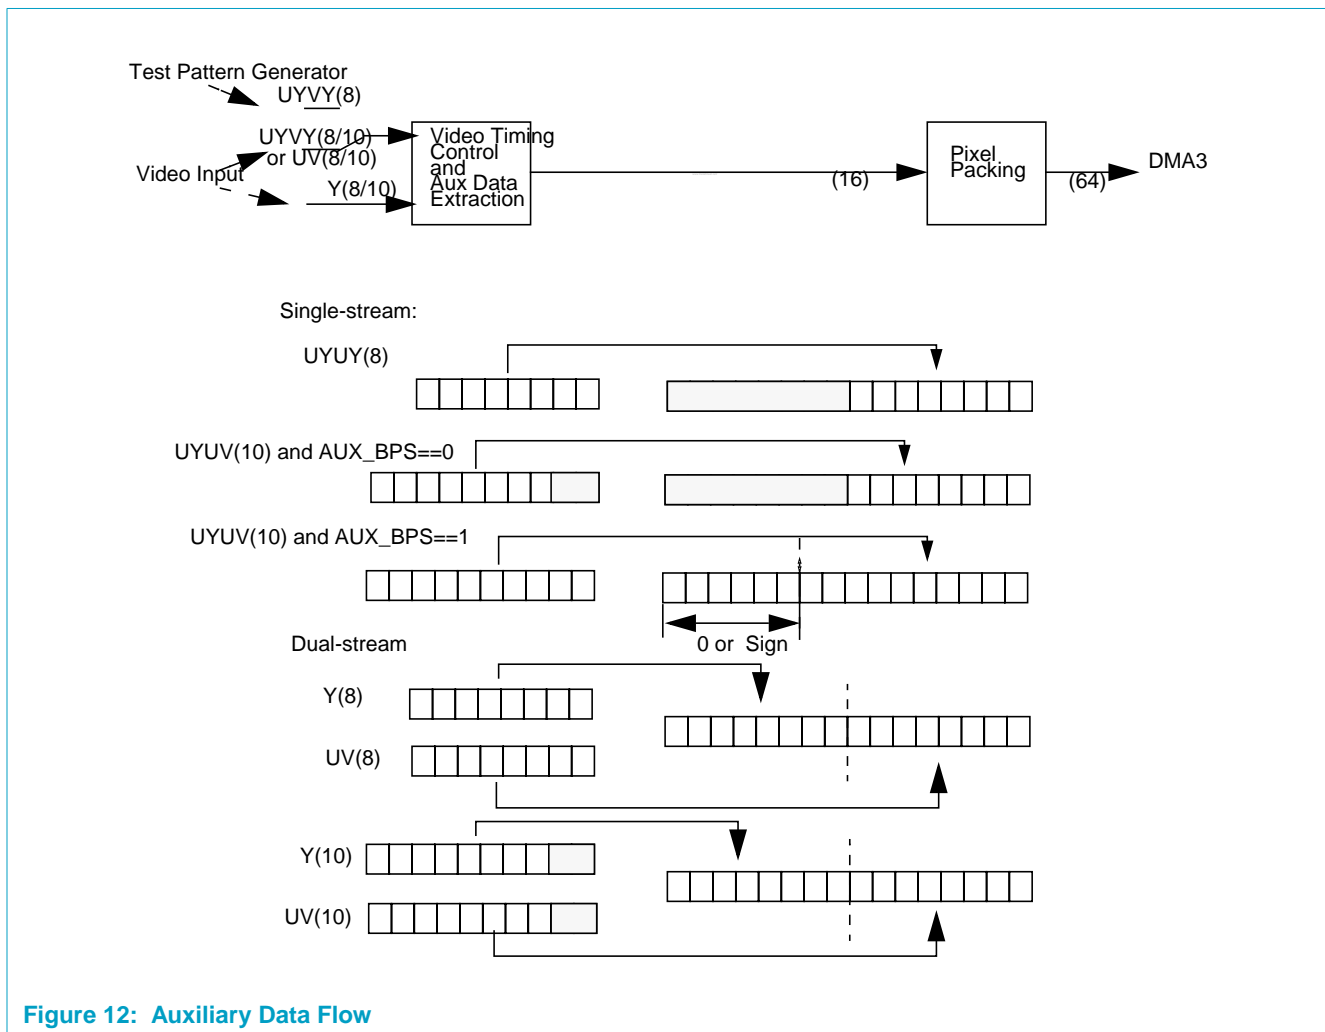 Test Pattern Generator
UYVY(8)
UYVY(8/10)
or UV(8/10)
Video Input
Y(8/10)
Video Timing
Control
and
Aux Data
Extraction
(16)
Pixel
Packing
(64)
DMA3
Single-stream:
UYUY(8)
UYUV(10) and AUX_BPS==0
UYUV(10) and AUX_BPS==1
0 or Sign
Dual-stream
Y(8)
UV(8)
Y(10)
UV(10)
Figure 12: Auxiliary Data Flow